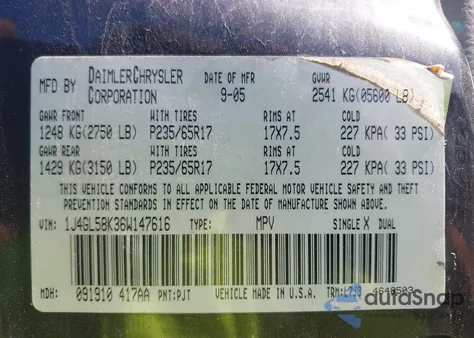 MFD BY DAIMLERCHRYSLER CORPORATION DATE OF MFR 9-05 GVWR 2541 KG(05600 LB)
GAWR FRONT WITH TIRES RIMS AT
1248 KG(2750 LB) P235/65R17 17X7.5 227 KPA( 33 PSI)
GAWR REAR WITH TIRES RIMS AT
1429 KG(3150 LB) P235/65R17 17X7.5 227 KPA( 33 PSI)
THIS VEHICLE CONFORMS TO ALL APPLICABLE FEDERAL MOTOR VEHICLE SAFETY AND THEFT
PREVENTION STANDARDS IN EFFECT ON THE DATE OF MANUFACTURE SHOWN ABOVE.
VIN: 1J4GL58K36W147616 TYPE: MPV SINGLE X DUAL
MDH: 091910 417AA PNT:PJT VEHICLE MADE IN U.S.A. TRM:L7J3 4648503
autoSnap